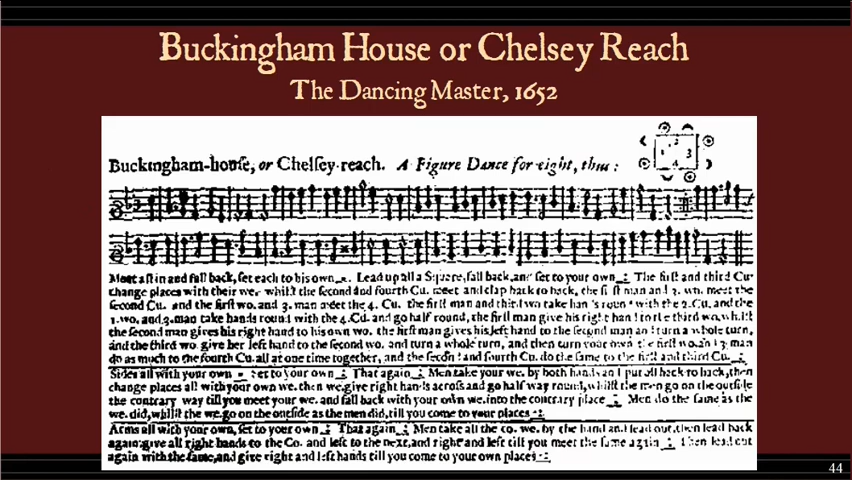 Buckingham House or Chelsey Reach
The Dancing Master, 1652
Buckingham-house, or Chelsey-reach. A Figure Dance for eight, thus:
1 2 3 4
Meet all in and fall back, set each to his own Lead up all a Square, fall back, and set to your own The first and third Cu
change places with their we. whilst the second and fourth Cu. meet and clap back to back, the first man and 2. wo. meet the
second Cu. and the first wo. and 3. man meet the 4. Cu. the first man and third wo take hands round with the 2. Cu. and the
1. wo. and 3. man take hands round with the 4. Cu. and go half round, the first man give his right hand to the third wo. whilst
the second man gives his right hand to his own wo. the first man gives his left hand to the second man and turn a whole turn,
and the third wo. give her left hand to the second wo. and turn a whole turn, and then turn your own the first wo. and 3 man
do as much to the fourth Cu. all at one time together, and the second and fourth Cu. do the same to the first and third Cu.
Sides all with your own set to your own That again Men take your we. by both hands and put all back to back, then
change places all with your own we. then we. give right hands across and go half way round, whilst the men go on the outside
the contrary way till you meet your we. and fall back with your own we. into the contrary place Men do the same as the
we. did, whilst the we. go on the outside as the men did, till you come to your places
Arms all with your own, set to your own That again Men take all the co. we. by the hand and lead out, then lead back
again: give all right hands to the Co. and left to the next, and right and left till you meet the same again Then lead out
again with the same, and give right and left hands till you come to your own places
44